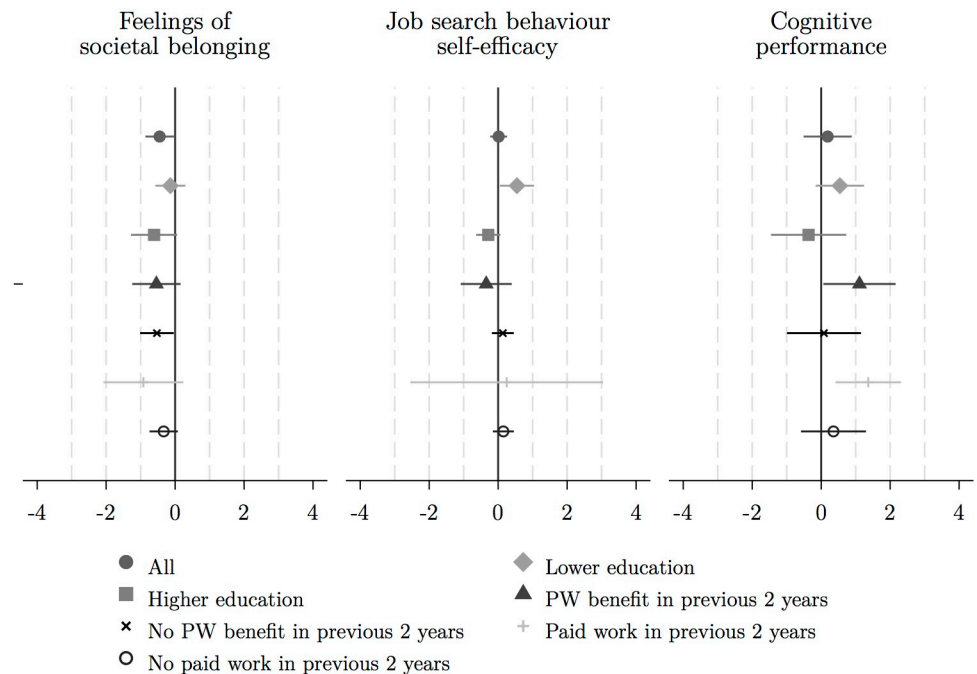 Feelings of
societal belonging
Job search behaviour
self-efficacy
Cognitive
performance
-4 -2 0 2 4
-4 -2 0 2 4
-4 -2 0 2 4
All
Lower education
Higher education
PW benefit in previous 2 years
No PW benefit in previous 2 years
Paid work in previous 2 years
No paid work in previous 2 years